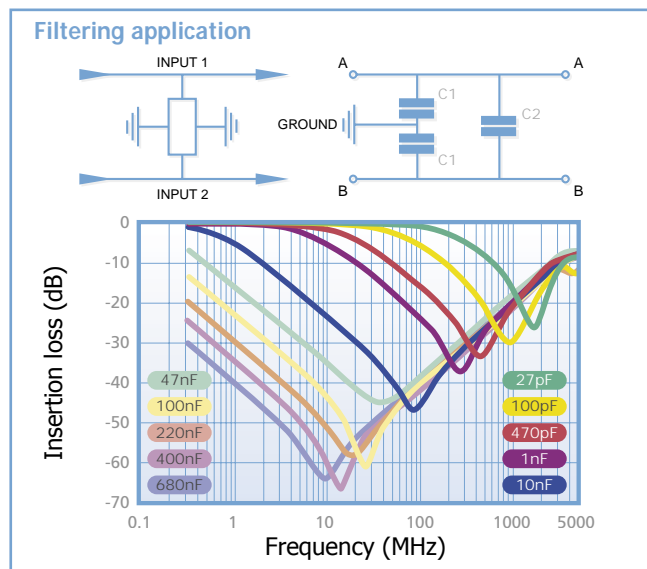 Filtering application
INPUT 1
INPUT 2
A
A
C1
C2
GROUND
C1
B
B
Insertion loss (dB)
0
-10
-20
-30
-40
-50
-60
-70
47nF
100nF
220nF
400nF
680nF
27pF
100pF
470pF
1nF
10nF
0.1
1
10
100
1000
5000
Frequency (MHz)